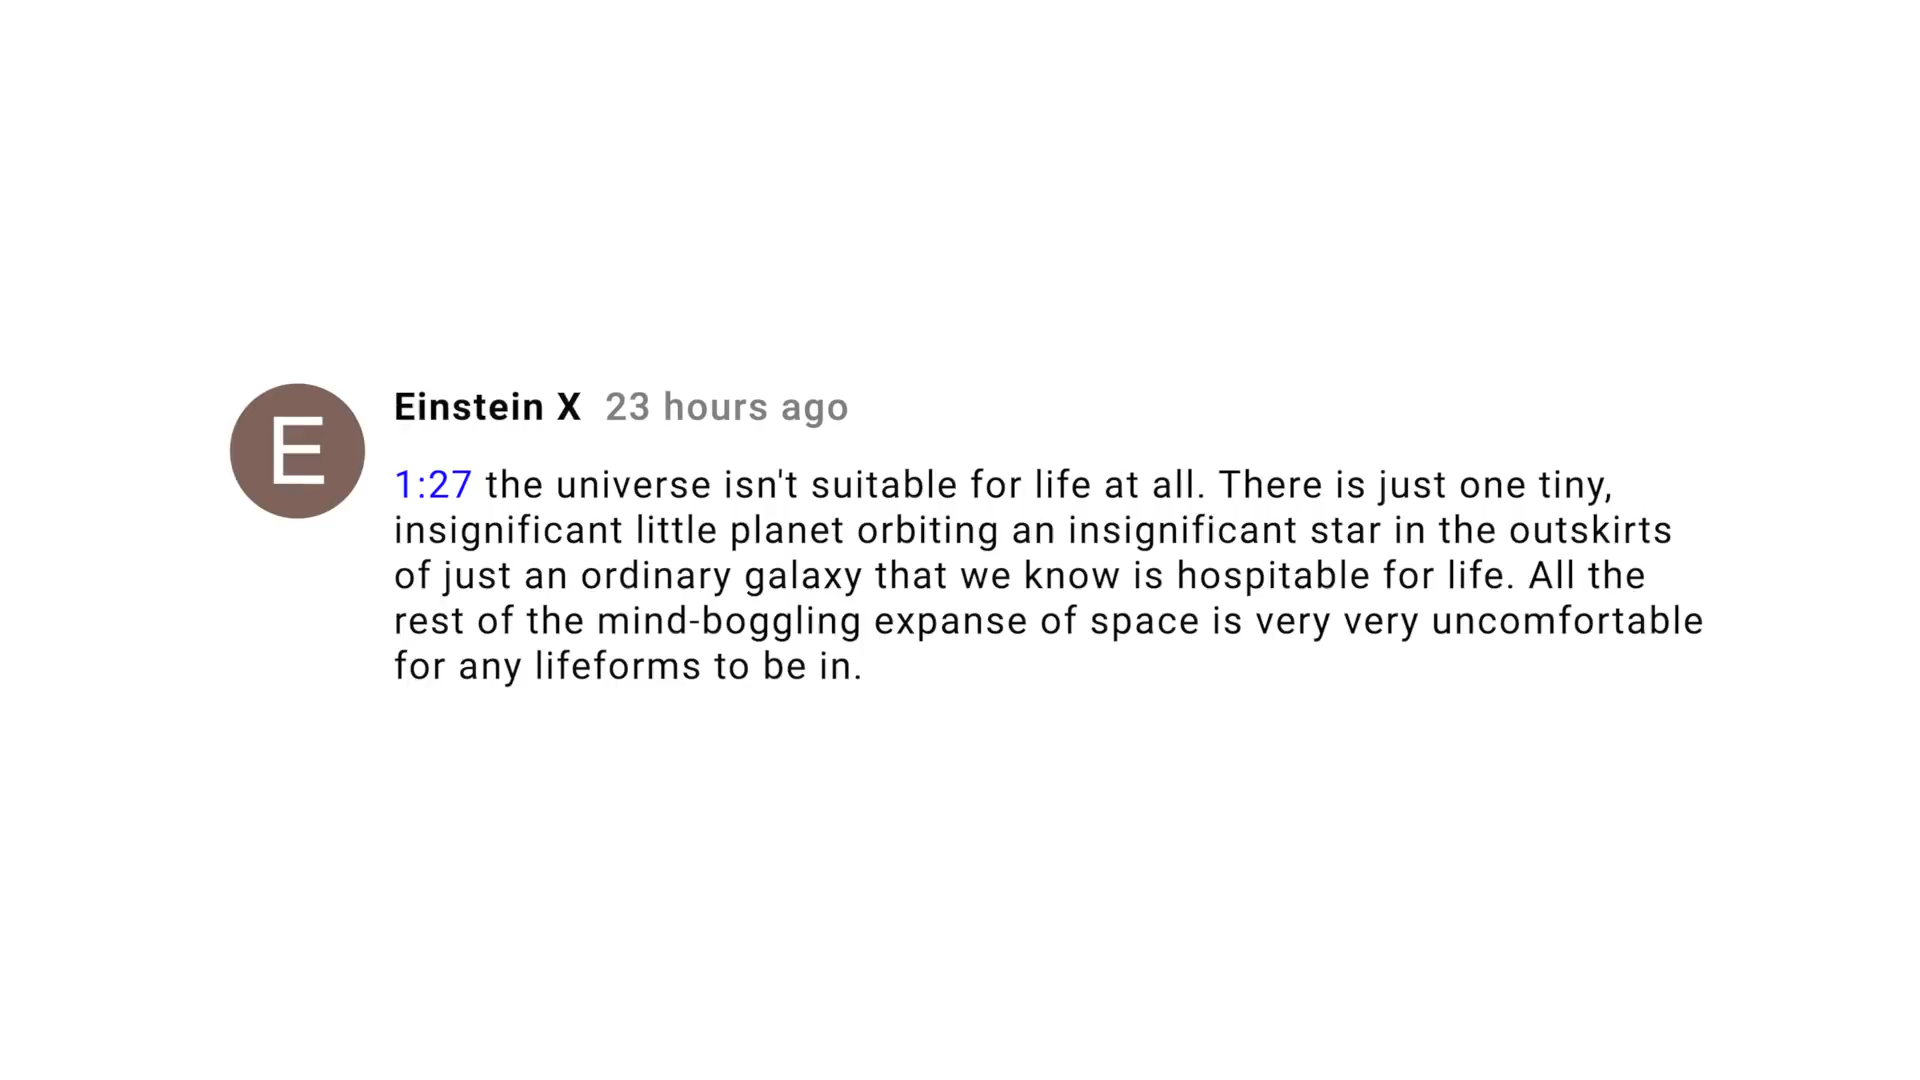 E
Einstein X 23 hours ago
1:27 the universe isn't suitable for life at all. There is just one tiny,
insignificant little planet orbiting an insignificant star in the outskirts
of just an ordinary galaxy that we know is hospitable for life. All the
rest of the mind-boggling expanse of space is very very uncomfortable
for any lifeforms to be in.